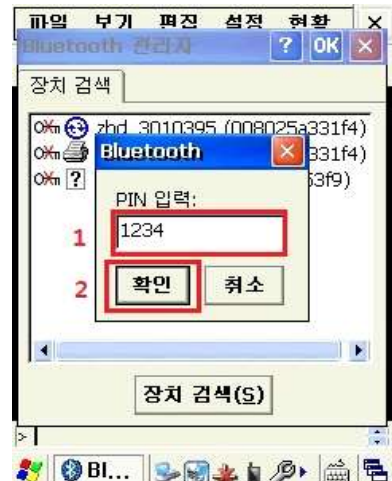 파일 보기 편집 설정 현황 ×
Bluetooth 관리자 ? OK ×
장치 검색
zhd_3010395 (008025a331f4)
Bluetooth
331f4)
? 53f9)
PIN 입력:
1 1234
2 확인 취소
장치 검색(S)
>
BI...